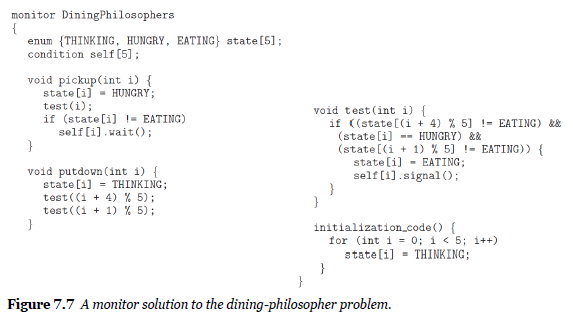 monitor DiningPhilosophers
{
enum {THINKING, HUNGRY, EATING} state[5];
condition self[5];
void pickup(int i) {
state[i] = HUNGRY;
test(i);
if (state[i] != EATING)
self[i].wait();
}
void putdown(int i) {
state[i] = THINKING;
test((i + 4) % 5);
test((i + 1) % 5);
}
void test(int i) {
if ((state[(i + 4) % 5] != EATING) &&
(state[i] == HUNGRY) &&
(state[(i + 1) % 5] != EATING)) {
state[i] = EATING;
self[i].signal();
}
}
initialization_code() {
for (int i = 0; i < 5; i++)
state[i] = THINKING;
}
}
Figure 7.7 A monitor solution to the dining-philosopher problem.